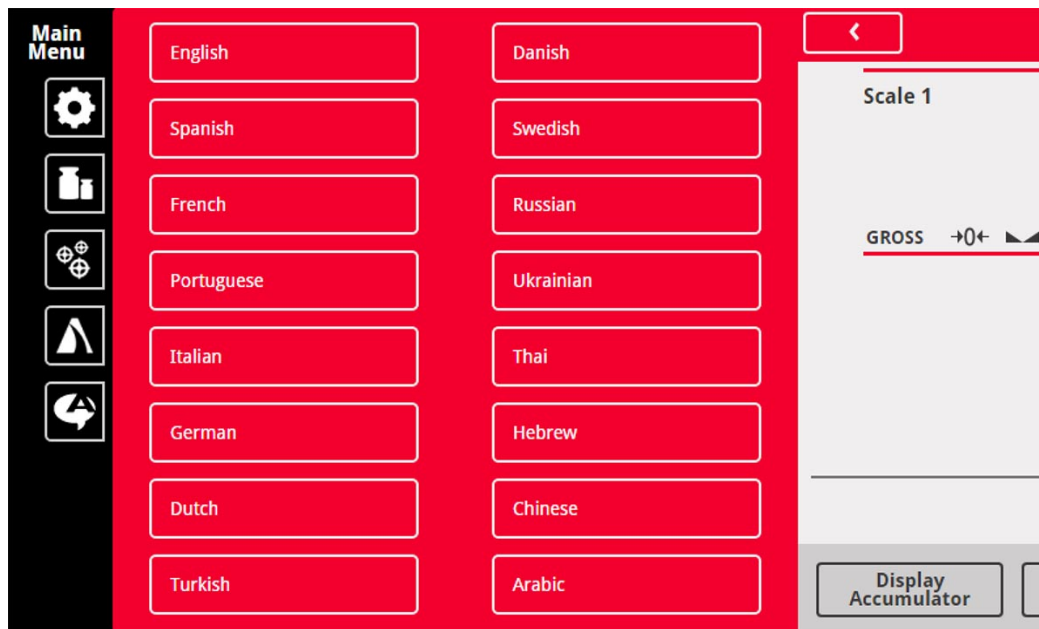 Main
Menu
English
Spanish
French
Portuguese
Italian
German
Dutch
Turkish
Danish
Swedish
Russian
Ukrainian
Thai
Hebrew
Chinese
Arabic
Scale 1
GROSS →0←
Display
Accumulator